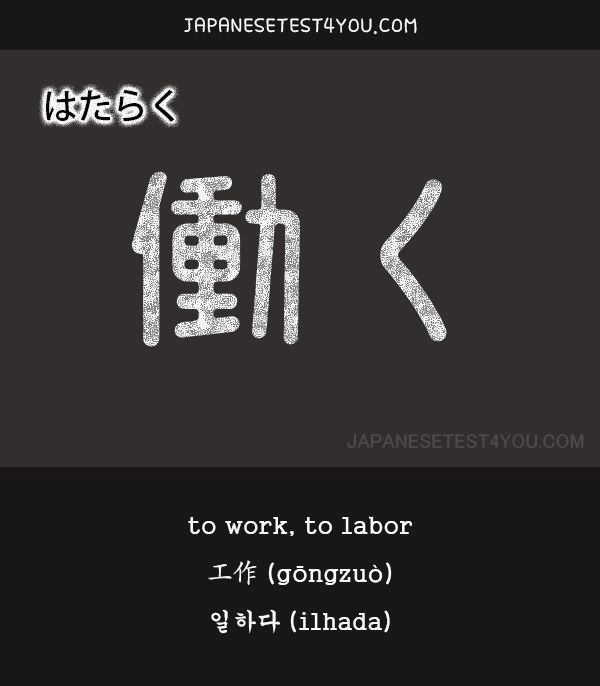 JAPANESETEST4YOU.COM
はたらく
働く
JAPANESETEST4YOU.COM
to work, to labor
工作 (gōngzuò)
일하다 (ilhada)